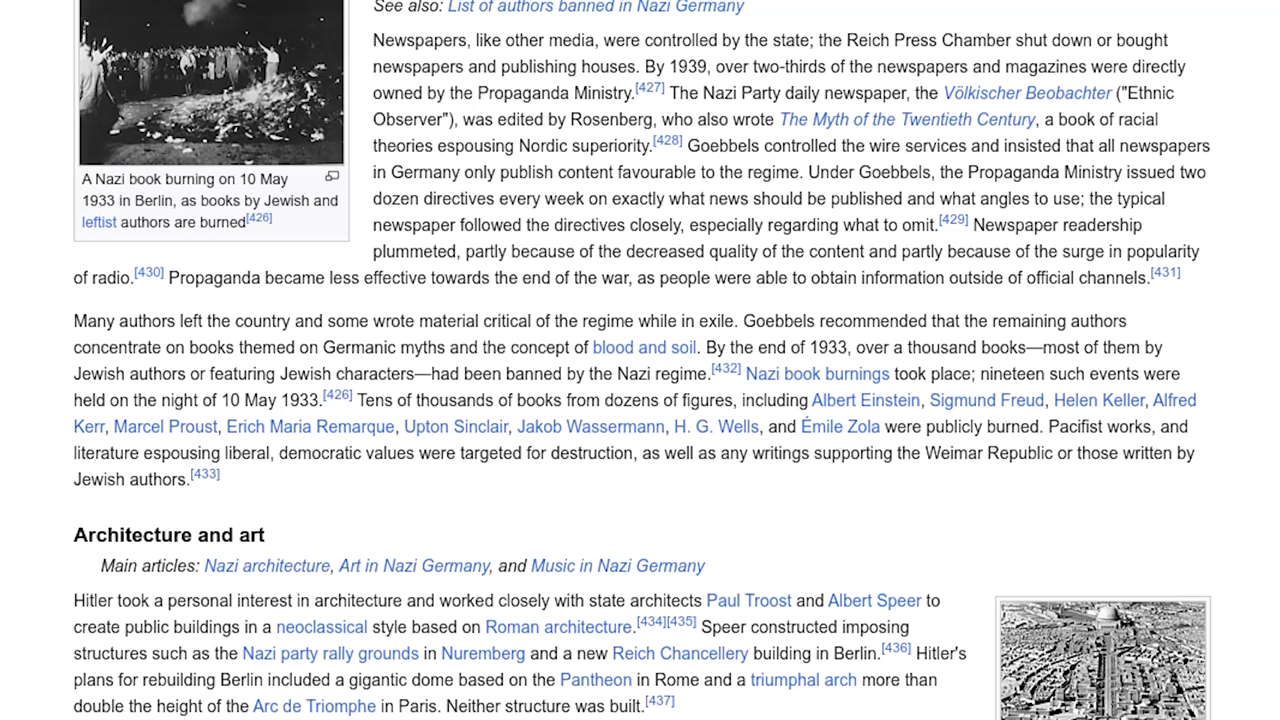 See also: List of authors banned in Nazi Germany
Newspapers, like other media, were controlled by the state; the Reich Press Chamber shut down or bought
newspapers and publishing houses. By 1939, over two-thirds of the newspapers and magazines were directly
owned by the Propaganda Ministry.[427] The Nazi Party daily newspaper, the Völkischer Beobachter ("Ethnic
Observer"), was edited by Rosenberg, who also wrote The Myth of the Twentieth Century, a book of racial
theories espousing Nordic superiority.[428] Goebbels controlled the wire services and insisted that all newspapers
in Germany only publish content favourable to the regime. Under Goebbels, the Propaganda Ministry issued two
dozen directives every week on exactly what news should be published and what angles to use; the typical
newspaper followed the directives closely, especially regarding what to omit.[429] Newspaper readership
plummeted, partly because of the decreased quality of the content and partly because of the surge in popularity
of radio.[430] Propaganda became less effective towards the end of the war, as people were able to obtain information outside of official channels.[431]
A Nazi book burning on 10 May
1933 in Berlin, as books by Jewish and
leftist authors are burned[426]
Many authors left the country and some wrote material critical of the regime while in exile. Goebbels recommended that the remaining authors
concentrate on books themed on Germanic myths and the concept of blood and soil. By the end of 1933, over a thousand books—most of them by
Jewish authors or featuring Jewish characters—had been banned by the Nazi regime.[432] Nazi book burnings took place; nineteen such events were
held on the night of 10 May 1933.[426] Tens of thousands of books from dozens of figures, including Albert Einstein, Sigmund Freud, Helen Keller, Alfred
Kerr, Marcel Proust, Erich Maria Remarque, Upton Sinclair, Jakob Wassermann, H. G. Wells, and Émile Zola were publicly burned. Pacifist works, and
literature espousing liberal, democratic values were targeted for destruction, as well as any writings supporting the Weimar Republic or those written by
Jewish authors.[433]
Architecture and art
Main articles: Nazi architecture, Art in Nazi Germany, and Music in Nazi Germany
Hitler took a personal interest in architecture and worked closely with state architects Paul Troost and Albert Speer to
create public buildings in a neoclassical style based on Roman architecture.[434][435] Speer constructed imposing
structures such as the Nazi party rally grounds in Nuremberg and a new Reich Chancellery building in Berlin.[436] Hitler's
plans for rebuilding Berlin included a gigantic dome based on the Pantheon in Rome and a triumphal arch more than
double the height of the Arc de Triomphe in Paris. Neither structure was built.[437]